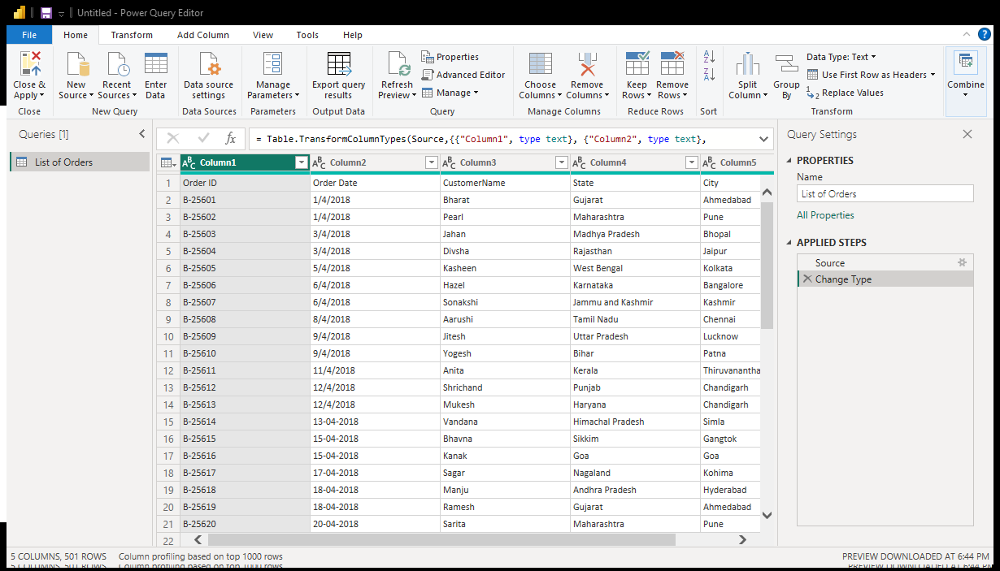 Untitled - Power Query Editor
File Home Transform Add Column View Tools Help
Close & Apply
New Source
Recent Sources
Enter Data
Data source settings
Manage Parameters
Export query results
Refresh Preview
Properties
Advanced Editor
Manage
Choose Columns
Remove Columns
Keep Rows
Remove Rows
Split Column
Group By
Data Type: Text
Use First Row as Headers
Replace Values
Combine
Close New Query Data Sources Parameters Output Data Query Manage Columns Reduce Rows Sort Transform
Queries [1]
List of Orders
fx = Table.TransformColumnTypes(Source,{{"Column1", type text}, {"Column2", type text},
Column1 Column2 Column3 Column4 Column5
1 Order ID Order Date CustomerName State City
2 B-25601 1/4/2018 Bharat Gujarat Ahmedabad
3 B-25602 1/4/2018 Pearl Maharashtra Pune
4 B-25603 3/4/2018 Jahan Madhya Pradesh Bhopal
5 B-25604 3/4/2018 Divsha Rajasthan Jaipur
6 B-25605 5/4/2018 Kasheen West Bengal Kolkata
7 B-25606 6/4/2018 Hazel Karnataka Bangalore
8 B-25607 6/4/2018 Sonakshi Jammu and Kashmir Kashmir
9 B-25608 8/4/2018 Aarushi Tamil Nadu Chennai
10 B-25609 9/4/2018 Jitesh Uttar Pradesh Lucknow
11 B-25610 9/4/2018 Yogesh Bihar Patna
12 B-25611 11/4/2018 Anita Kerala Thiruvanantha
13 B-25612 12/4/2018 Shrichand Punjab Chandigarh
14 B-25613 12/4/2018 Mukesh Haryana Chandigarh
15 B-25614 13-04-2018 Vandana Himachal Pradesh Simla
16 B-25615 15-04-2018 Bhavna Sikkim Gangtok
17 B-25616 15-04-2018 Kanak Goa Goa
18 B-25617 17-04-2018 Sagar Nagaland Kohima
19 B-25618 18-04-2018 Manju Andhra Pradesh Hyderabad
20 B-25619 18-04-2018 Ramesh Gujarat Ahmedabad
21 B-25620 20-04-2018 Sarita Maharashtra Pune
22
Query Settings
PROPERTIES
Name
List of Orders
All Properties
APPLIED STEPS
Source
Change Type
5 COLUMNS, 501 ROWS Column profiling based on top 1000 rows PREVIEW DOWNLOADED AT 6:44 PM